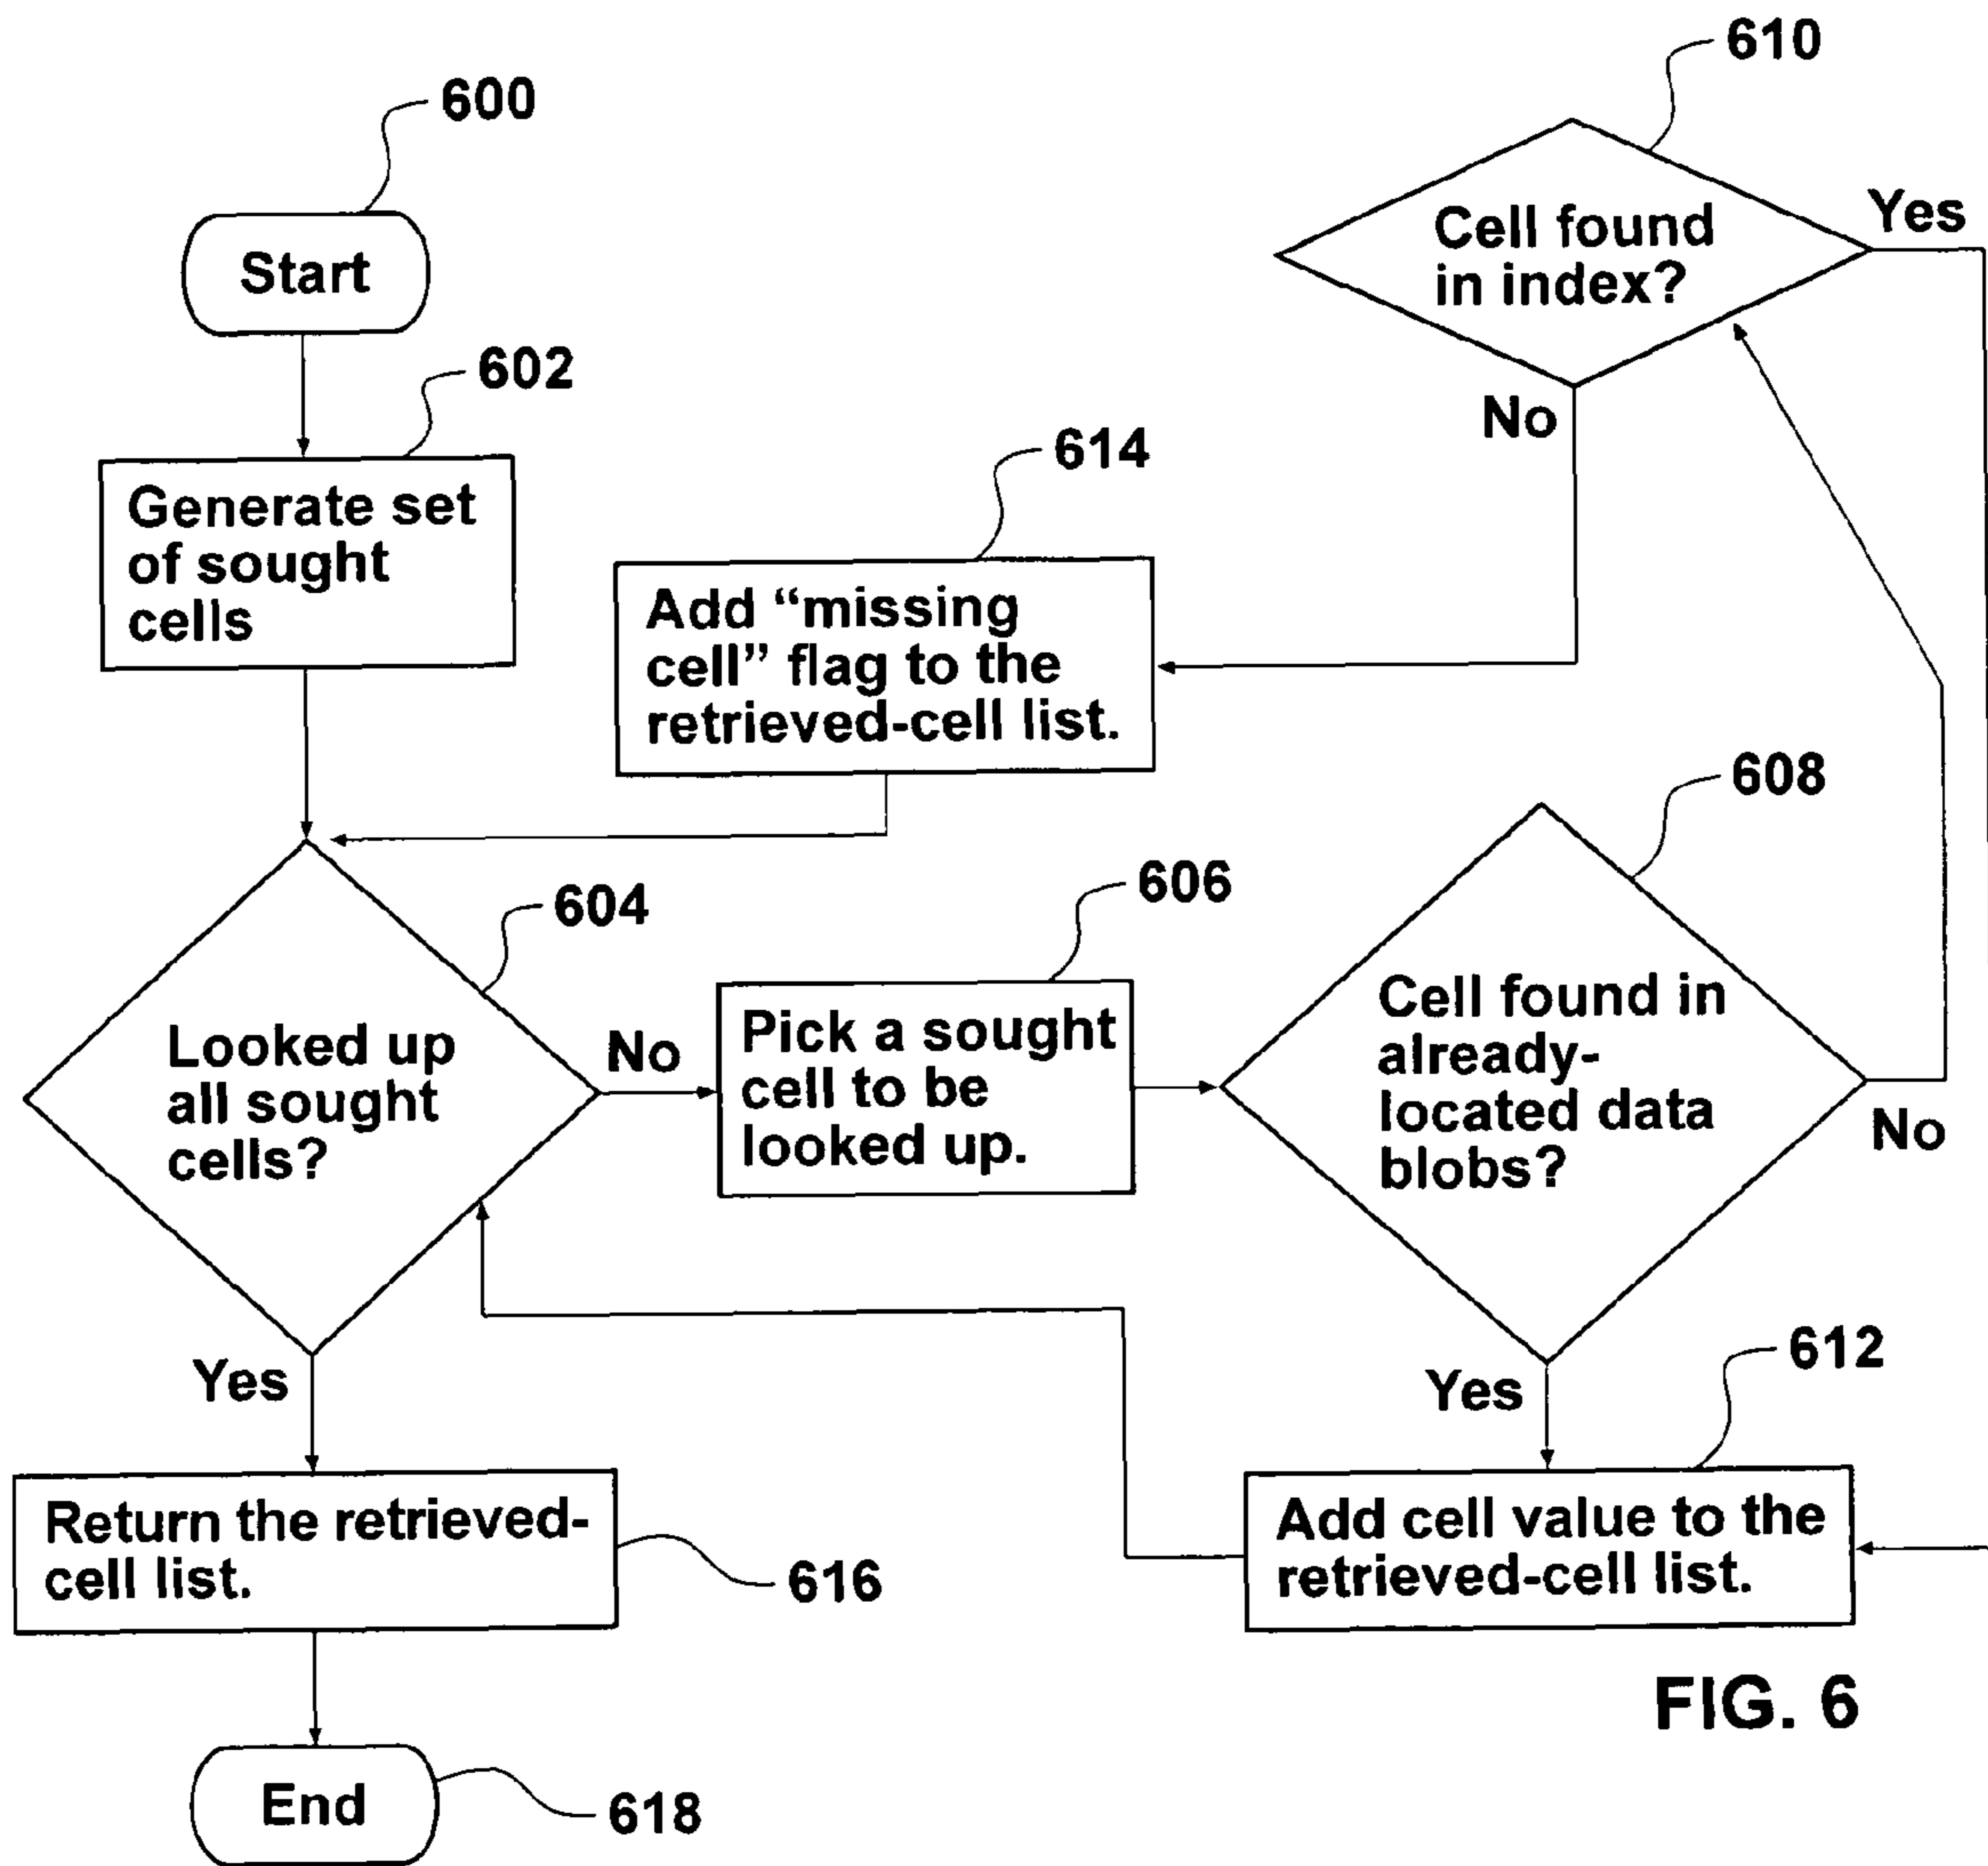 600
Start
602
Generate set
of sought
cells
614
Add “missing
cell” flag to the
retrieved-cell list.
610
Cell found
in index?
Yes
No
604
Looked up
all sought
cells?
No
606
Pick a sought
cell to be
looked up.
608
Cell found in
already-
located data
blobs?
No
Yes
612
Add cell value to the
retrieved-cell list.
Yes
Return the retrieved-
cell list.
616
End
618
FIG. 6